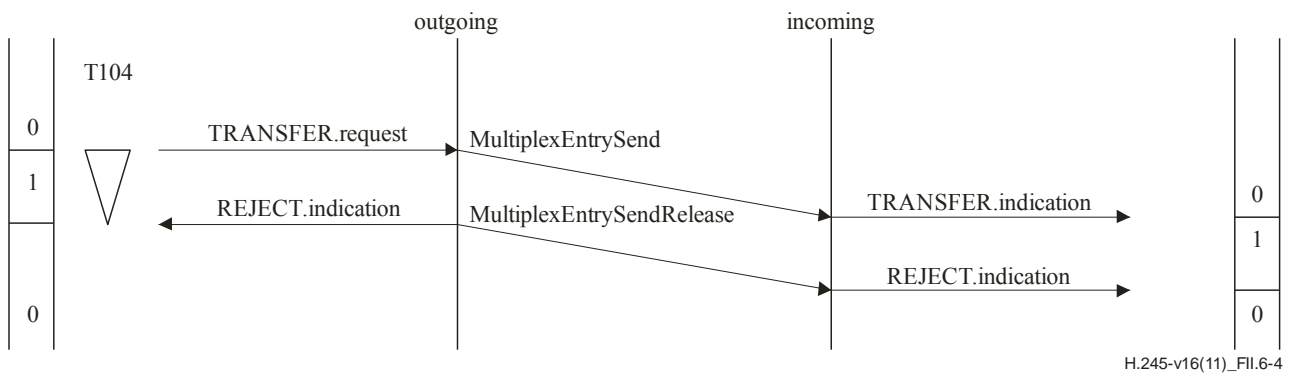 outgoing
incoming
T104
0
TRANSFER.request
MultiplexEntrySend
1
TRANSFER.indication
0
REJECT.indication
MultiplexEntrySendRelease
1
REJECT.indication
0
0
H.245-v16(11)_FII.6-4